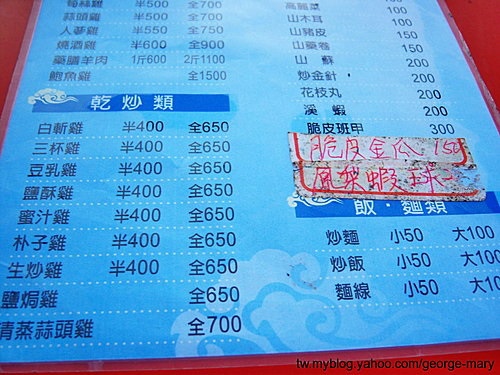 筍絲雞 半500 全700
蒜頭雞 半500 全700
人蔘雞 半550 全750
燒酒雞 半600 全900
藥膳羊肉 1斤600 2斤1100
鮑魚雞 全1500
乾炒類
白斬雞 半400 全650
三杯雞 半400 全650
豆乳雞 半400 全650
鹽酥雞 半400 全650
蜜汁雞 半400 全650
朴子雞 半400 全650
生炒雞 半400 全650
鹽焗雞 全650
清蒸蒜頭雞 全700
高麗菜 100
山木耳 100
山豬皮 150
山藥卷 150
山蘇 200
炒金針 200
花枝丸 200
溪蝦 200
脆皮班甲 300
脆皮金瓜 150
鳳梨蝦球
飯．麵類
炒麵 小50 大100
炒飯 小50 大100
麵線 小50 大100
tw.myblog.yahoo.com/george-mary